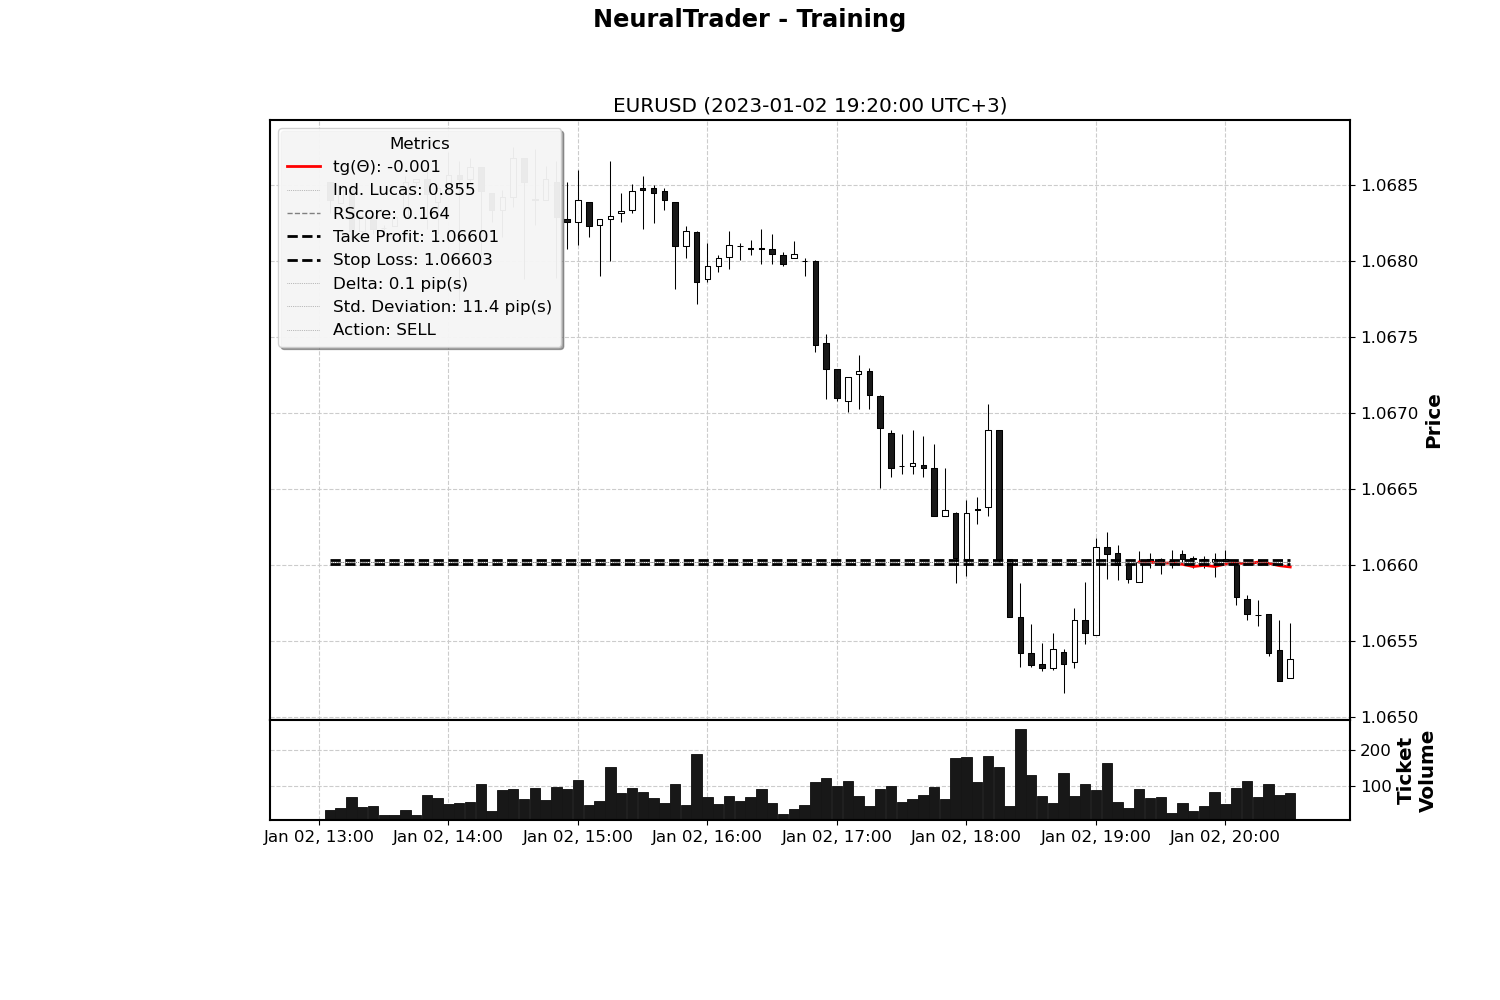 NeuralTrader - Training
EURUSD (2023-01-02 19:20:00 UTC+3)
Metrics
tg(Θ): -0.001
Ind. Lucas: 0.855
RScore: 0.164
Take Profit: 1.06601
Stop Loss: 1.06603
Delta: 0.1 pip(s)
Std. Deviation: 11.4 pip(s)
Action: SELL
1.0685
1.0680
1.0675
1.0670
1.0665
1.0660
1.0655
1.0650
Price
200
100
Ticket
Volume
Jan 02, 13:00 Jan 02, 14:00 Jan 02, 15:00 Jan 02, 16:00 Jan 02, 17:00 Jan 02, 18:00 Jan 02, 19:00 Jan 02, 20:00